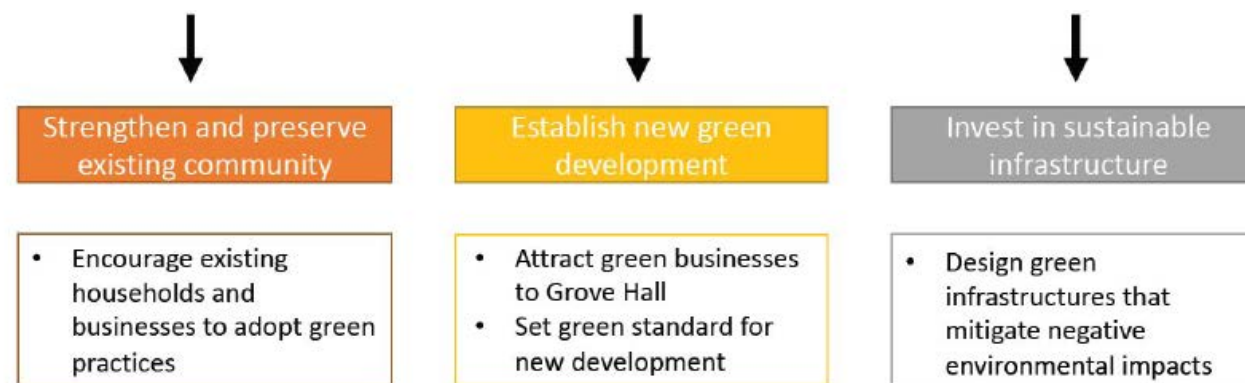 Strengthen and preserve
existing community
Establish new green
development
Invest in sustainable
infrastructure
• Encourage existing
households and
businesses to adopt green
practices
• Attract green businesses
to Grove Hall
• Set green standard for
new development
• Design green
infrastructures that
mitigate negative
environmental impacts